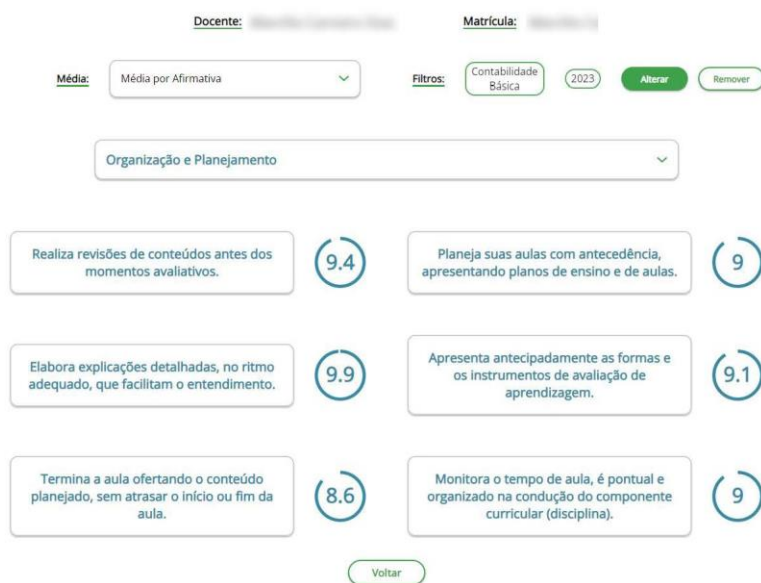 Docente:
Matrícula:
Média:
Média por Afirmativa
Filtros:
Contabilidade
Básica
2023
Alterar
Remover
Organização e Planejamento
Realiza revisões de conteúdos antes dos
momentos avaliativos.
9.4
Planeja suas aulas com antecedência,
apresentando planos de ensino e de aulas.
9
Elabora explicações detalhadas, no ritmo
adequado, que facilitam o entendimento.
9.9
Apresenta antecipadamente as formas e
os instrumentos de avaliação de
aprendizagem.
9.1
Termina a aula ofertando o conteúdo
planejado, sem atrasar o início ou fim da
aula.
8.6
Monitora o tempo de aula, é pontual e
organizado na condução do componente
curricular (disciplina).
9
Voltar